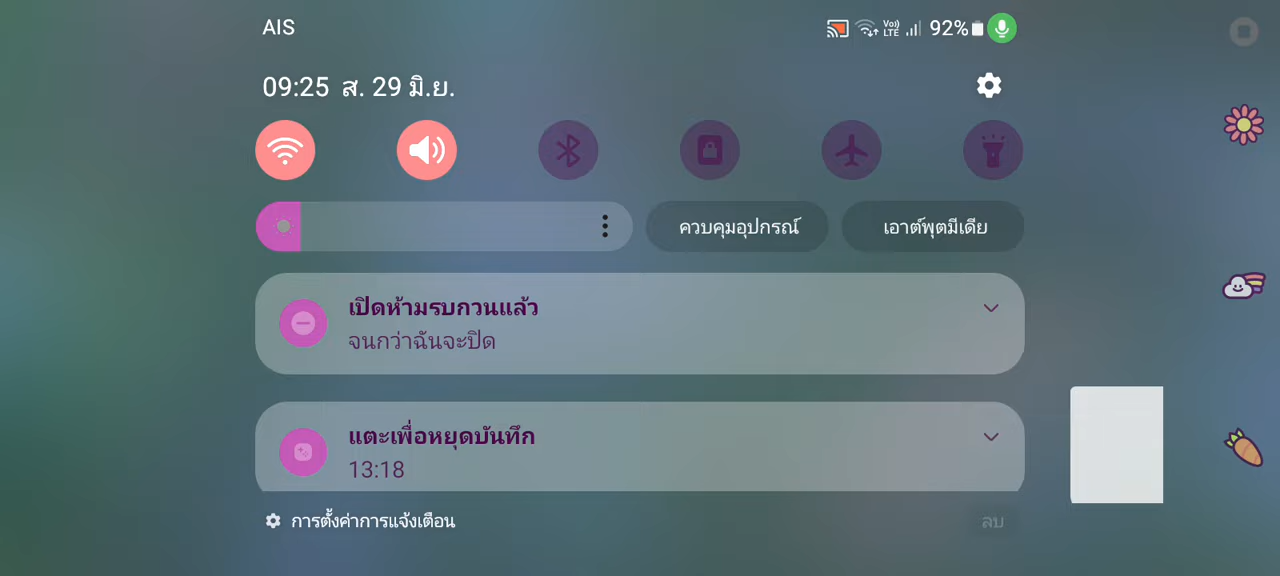 AIS
Vo)) LTE 92%
09:25 ส. 29 มิ.ย.
ควบคุมอุปกรณ์ เอาต์พุตมีเดีย
เปิดห้ามรบกวนแล้ว
จนกว่าฉันจะปิด
แตะเพื่อหยุดบันทึก
13:18
การตั้งค่าการแจ้งเตือน ลบ